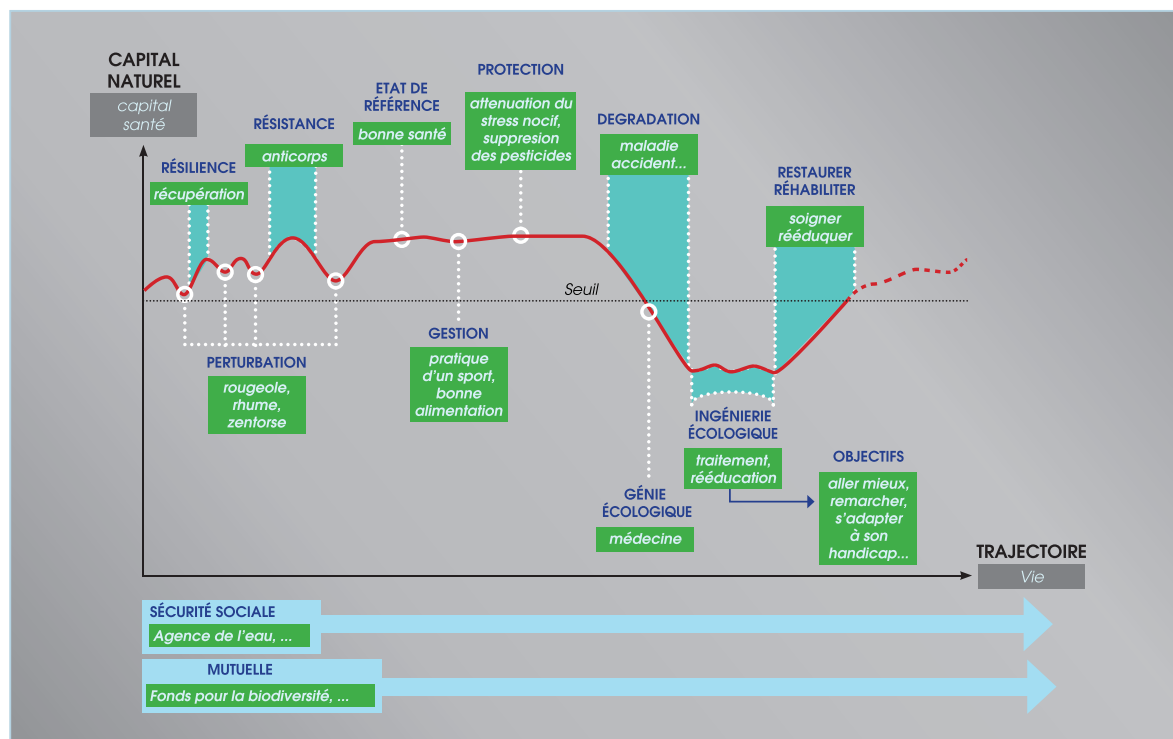 CAPITAL
NATUREL
capital
santé
RÉSILIENCE
récupération
RÉSISTANCE
anticorps
ETAT DE
RÉFÉRENCE
bonne santé
PROTECTION
attenuation du
stress nocif,
suppresion
des pesticides
DEGRADATION
maladie
accident...
RESTAURER
RÉHABILITER
soigner
rééduquer
Seuil
PERTURBATION
rougeole,
rhume,
zentorse
GESTION
pratique
d'un sport,
bonne
alimentation
GÉNIE
ÉCOLOGIQUE
médecine
INGÉNIERIE
ÉCOLOGIQUE
traitement,
rééducation
OBJECTIFS
aller mieux,
remarcher,
s'adapter
à son
handicap...
TRAJECTOIRE
Vie
SÉCURITÉ SOCIALE
Agence de l'eau, ...
MUTUELLE
Fonds pour la biodiversité, ...